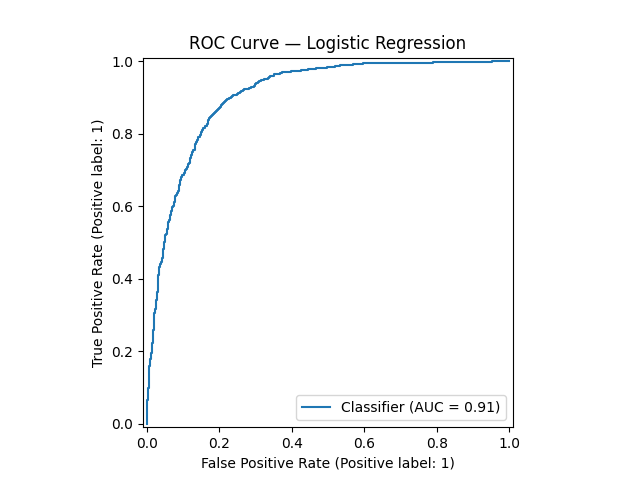 ROC Curve — Logistic Regression
True Positive Rate (Positive label: 1)
1.0
0.8
0.6
0.4
0.2
0.0
Classifier (AUC = 0.91)
0.0 0.2 0.4 0.6 0.8 1.0
False Positive Rate (Positive label: 1)